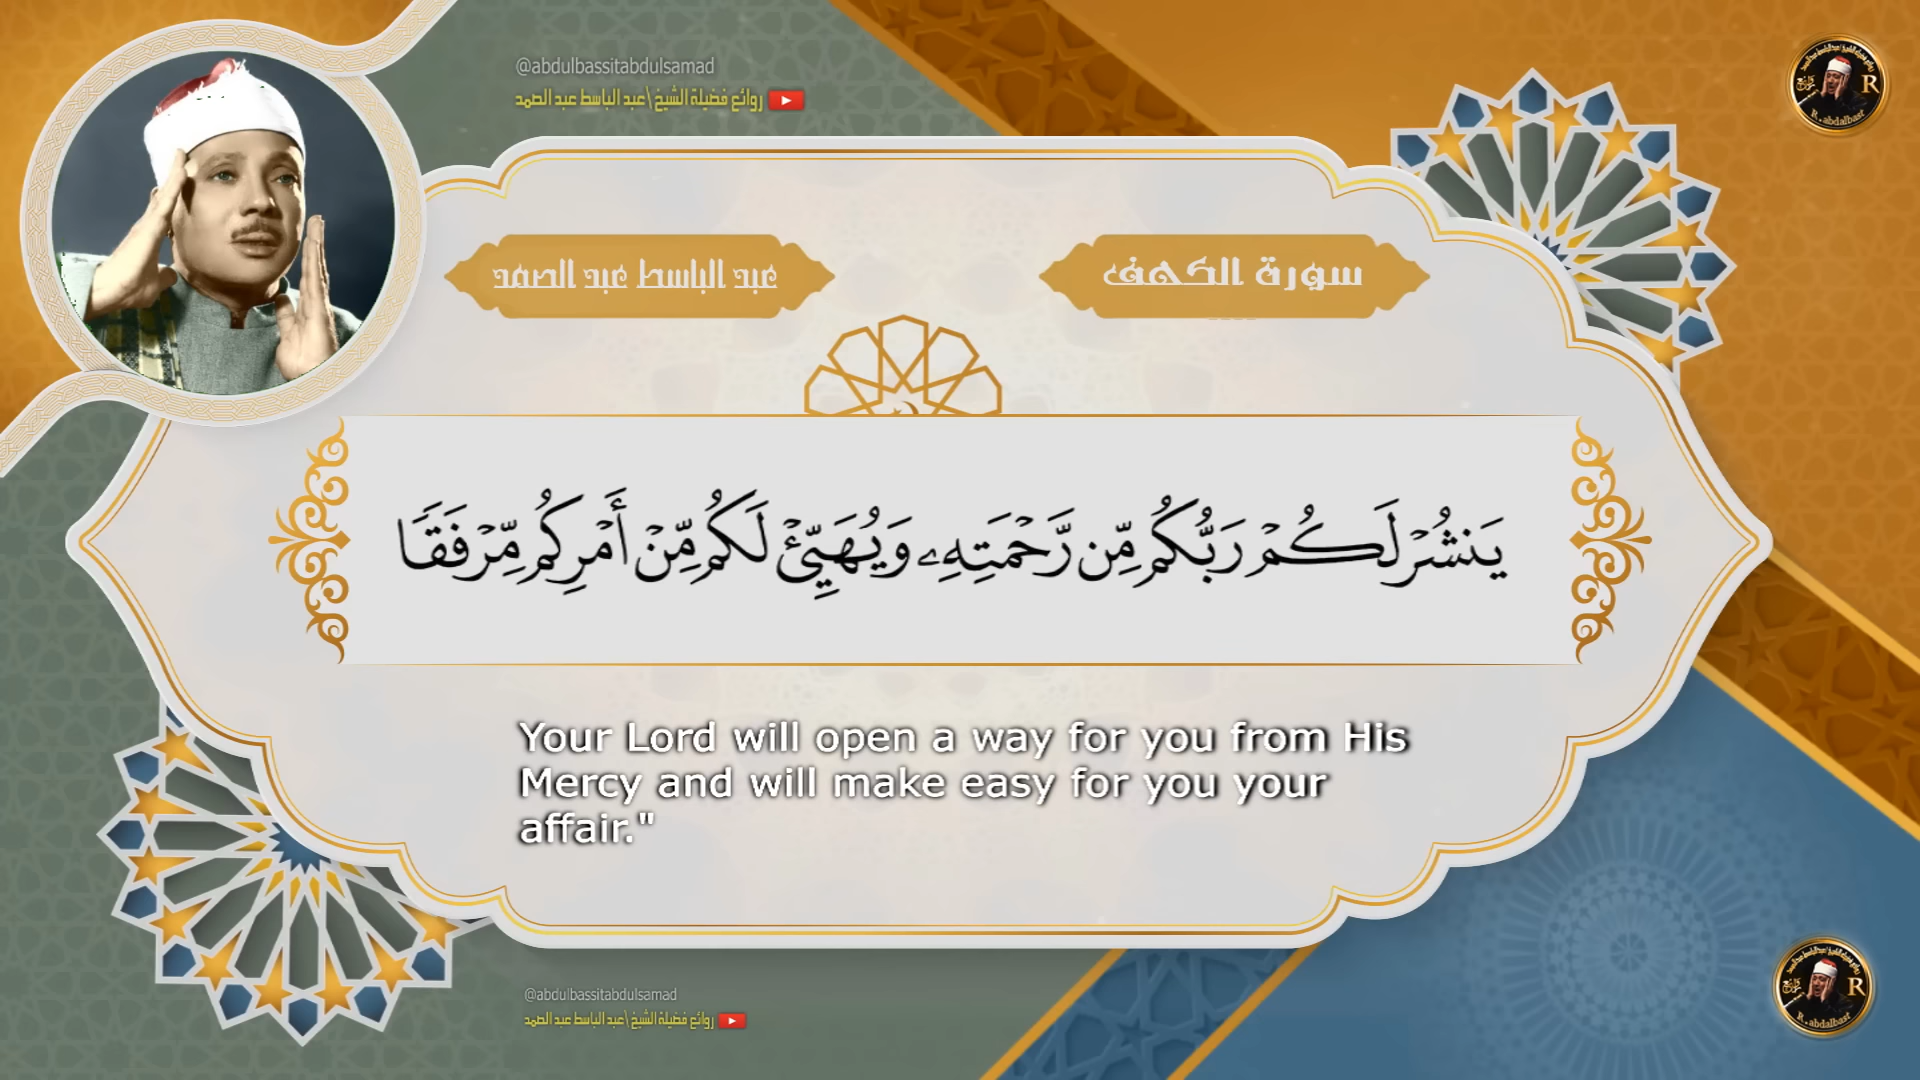 @abdulbassitabdulsamad
روائع فضيلة الشيخ \ عبد الباسط عبد الصمد
سورة الكهف
عبد الباسط عبد الصمد
يَنشُرْ لَكُمْ رَبُّكُم مِّن رَّحْمَتِهِۦ وَيُهَيِّئْ لَكُم مِّنْ أَمْرِكُم مِّرْفَقًا
Your Lord will open a way for you from His
Mercy and will make easy for you your
affair."
@abdulbassitabdulsamad
روائع فضيلة الشيخ \ عبد الباسط عبد الصمد
R
R.abdalbast
R
R.abdalbast